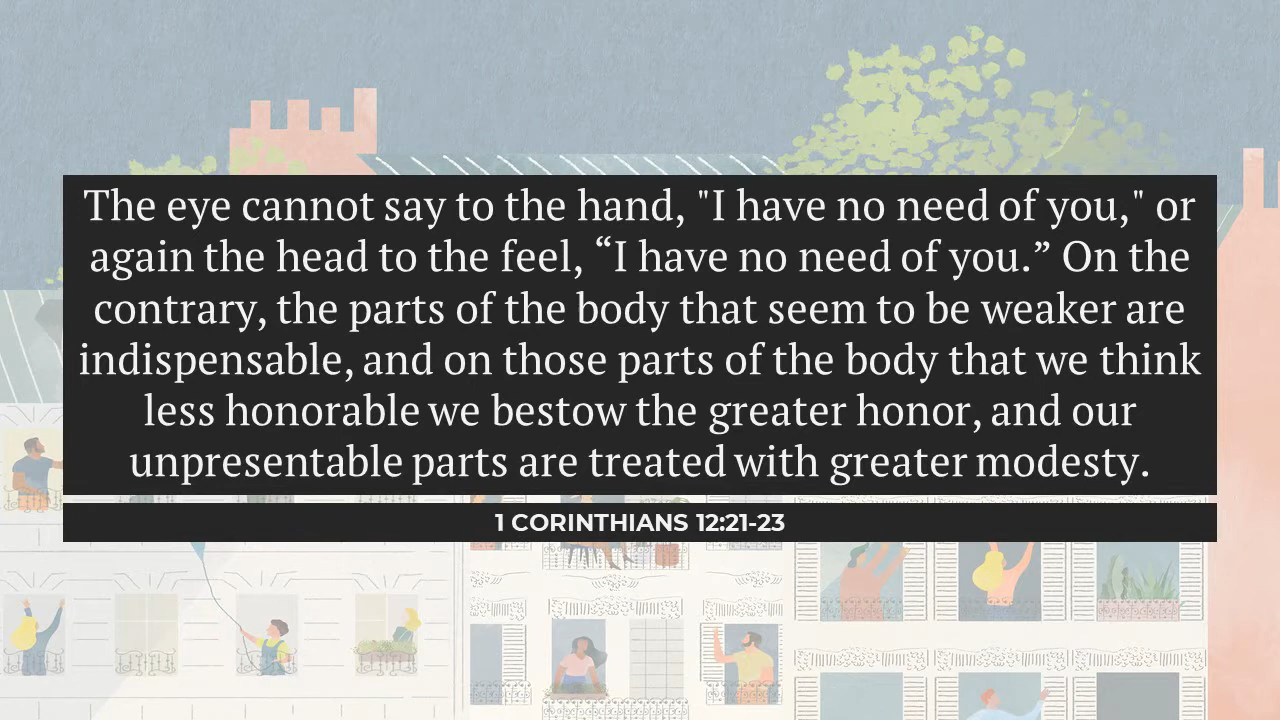 The eye cannot say to the hand, "I have no need of you," or
again the head to the feel, “I have no need of you.” On the
contrary, the parts of the body that seem to be weaker are
indispensable, and on those parts of the body that we think
less honorable we bestow the greater honor, and our
unpresentable parts are treated with greater modesty.
1 CORINTHIANS 12:21-23